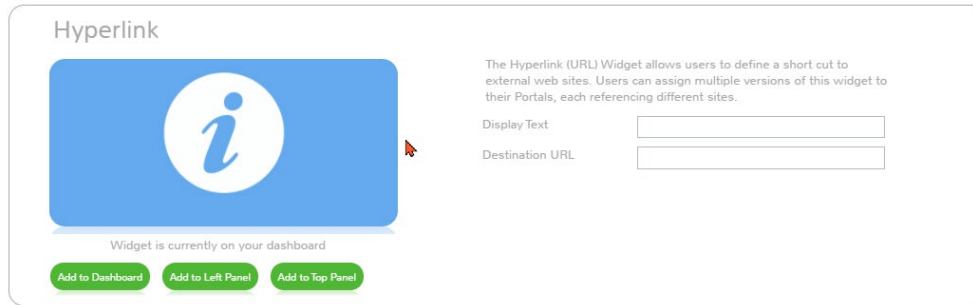 Hyperlink
The Hyperlink (URL) Widget allows users to define a short cut to
external web sites. Users can assign multiple versions of this widget to
their Portals, each referencing different sites.
Display Text
Destination URL
i
Widget is currently on your dashboard
Add to Dashboard Add to Left Panel Add to Top Panel